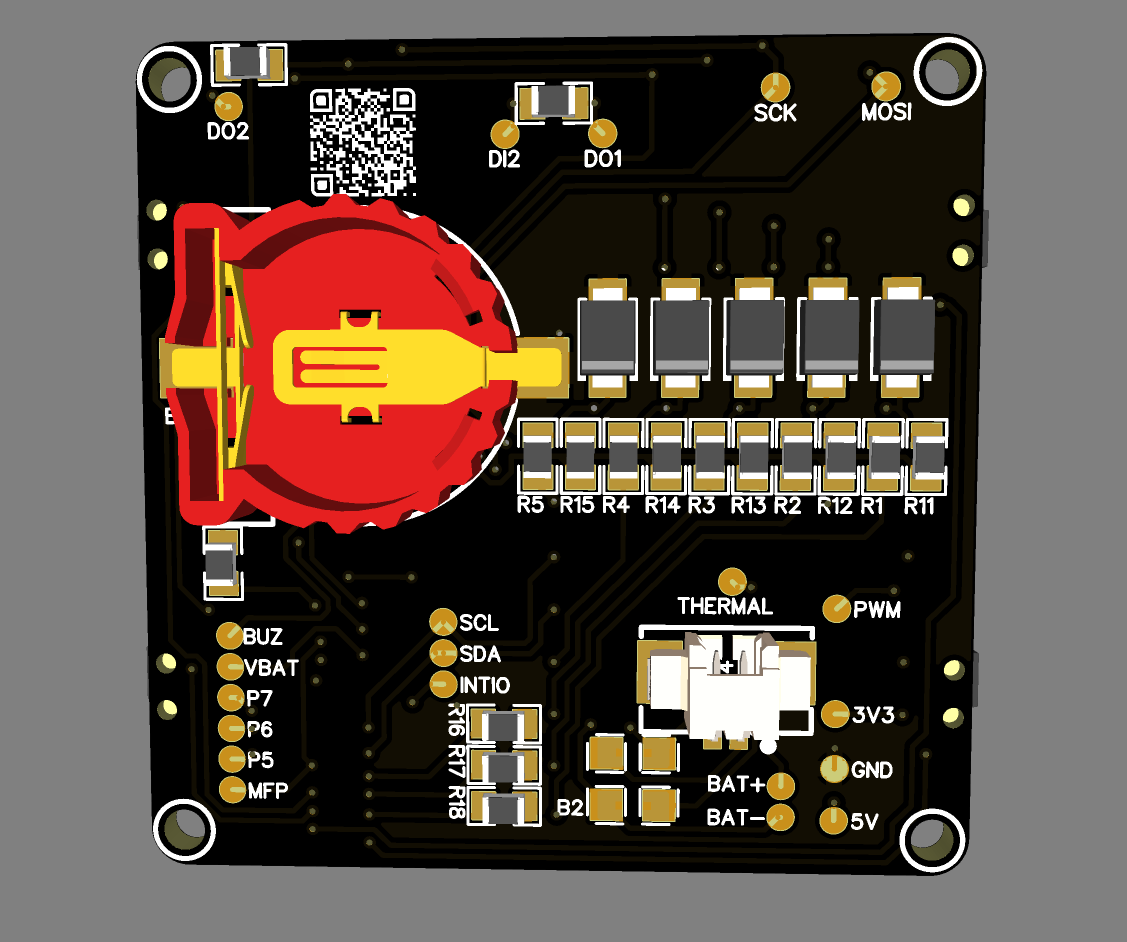 DO2
SCK
MOSI
DI2
DO1
R5
R15
R4
R14
R3
R13
R2
R12
R1
R11
THERMAL
PWM
SCL
SDA
INTIO
BUZ
VBAT
P7
P6
P5
MFP
R16
R17
R18
3V3
GND
BAT+
BAT-
5V
B2